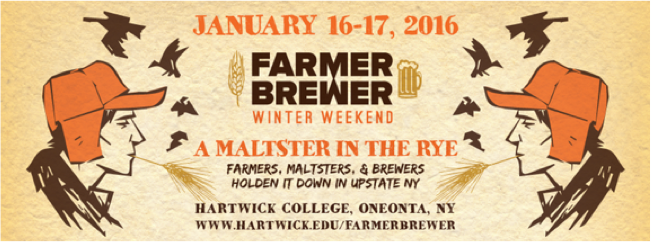 JANUARY 16-17, 2016
FARMER
BREWER
WINTER WEEKEND
A MALTSTER IN THE RYE
FARMERS, MALTSTERS, & BREWERS
HOLDEN IT DOWN IN UPSTATE NY
HARTWICK COLLEGE, ONEONTA, NY
WWW.HARTWICK.EDU/FARMERBREWER